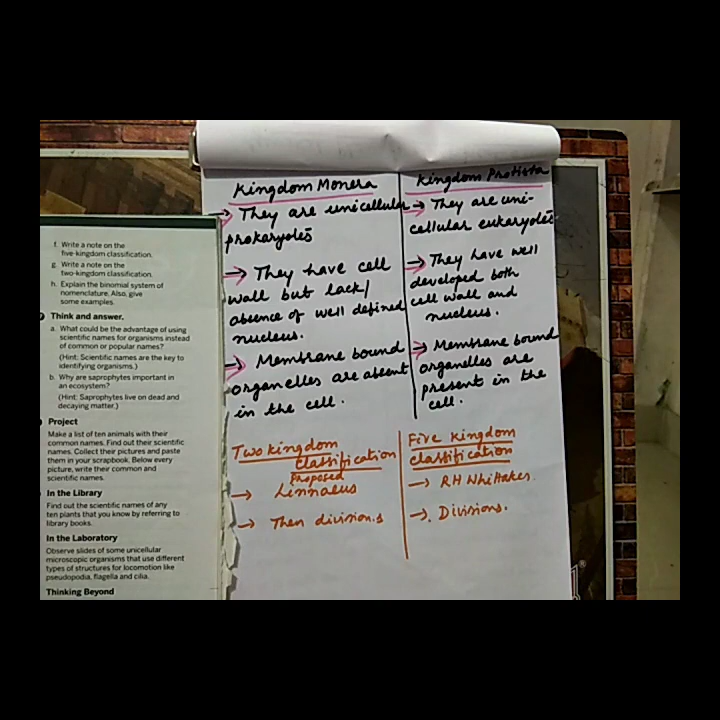 f. Write a note on the
five-kingdom classification.
g. Write a note on the
two-kingdom classification.
h. Explain the binomial system of
nomenclature. Also, give
some examples.
Think and answer.
a. What could be the advantage of using
scientific names for organisms instead
of common or popular names?
(Hint: Scientific names are the key to
identifying organisms.)
b. Why are saprophytes important in
an ecosystem?
(Hint: Saprophytes live on dead and
decaying matter.)
Project
Make a list of ten animals with their
common names. Find out their scientific
names. Collect their pictures and paste
them in your scrapbook. Below every
picture, write their common and
scientific names.
In the Library
Find out the scientific names of any
ten plants that you know by referring to
library books.
In the Laboratory
Observe slides of some unicellular
microscopic organisms that use different
types of structures for locomotion like
pseudopodia, flagella and cilia.
Thinking Beyond
Kingdom Monera
→ They are unicellular
prokaryotes
→ They have cell
wall but lack/
absence of well defined
nucleus.
→ Membrane bound
organelles are absent
in the cell.
Kingdom Protista
→ They are uni-
cellular eukaryotes
→ They have well
developed both
cell wall and
nucleus.
→ Membrane bound
organelles are
present in the
cell.
Two kingdom
classification
proposed
→ Linnaeus
→ Then divisions
Five Kingdom
classification
→ RH Whittaker.
→ Divisions.